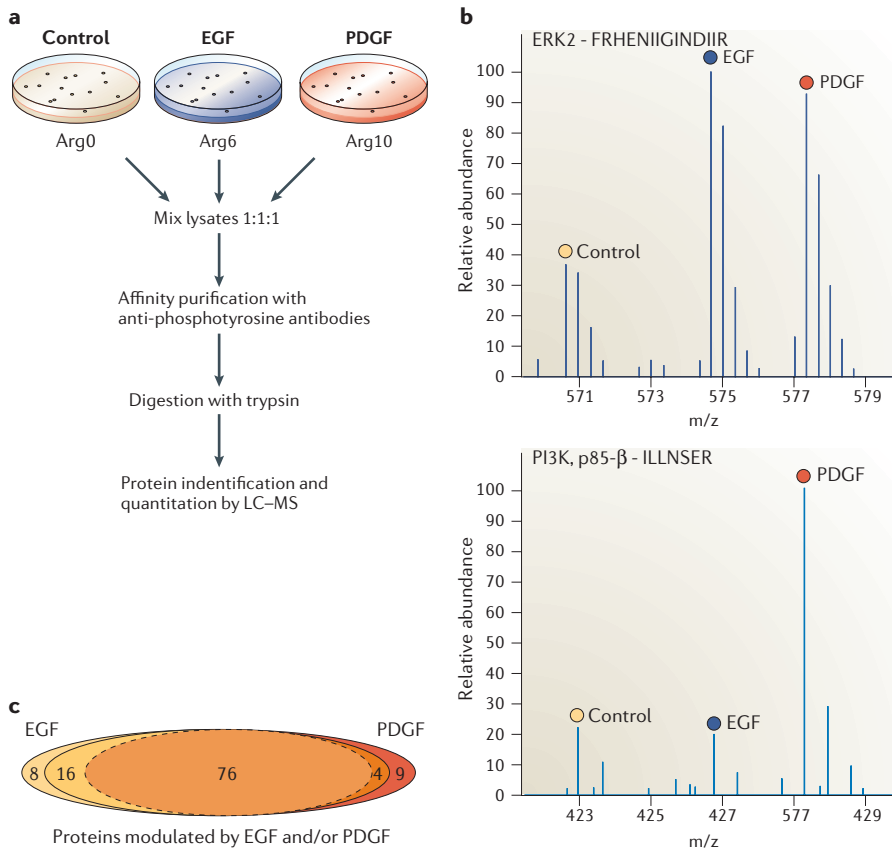 a
Control EGF PDGF
Arg0 Arg6 Arg10
Mix lysates 1:1:1
Affinity purification with
anti-phosphotyrosine antibodies
Digestion with trypsin
Protein indentification and
quantitation by LC–MS
b
ERK2 - FRHENIIGINDIIR
EGF
PDGF
Control
Relative abundance
100
90
80
70
60
50
40
30
20
10
0
571 573 575 577 579
m/z
PI3K, p85-β - ILLNSER
PDGF
Control
EGF
Relative abundance
100
90
80
70
60
50
40
30
20
10
0
423 425 427 577 429
m/z
c
EGF PDGF
8 16 76 4 9
Proteins modulated by EGF and/or PDGF